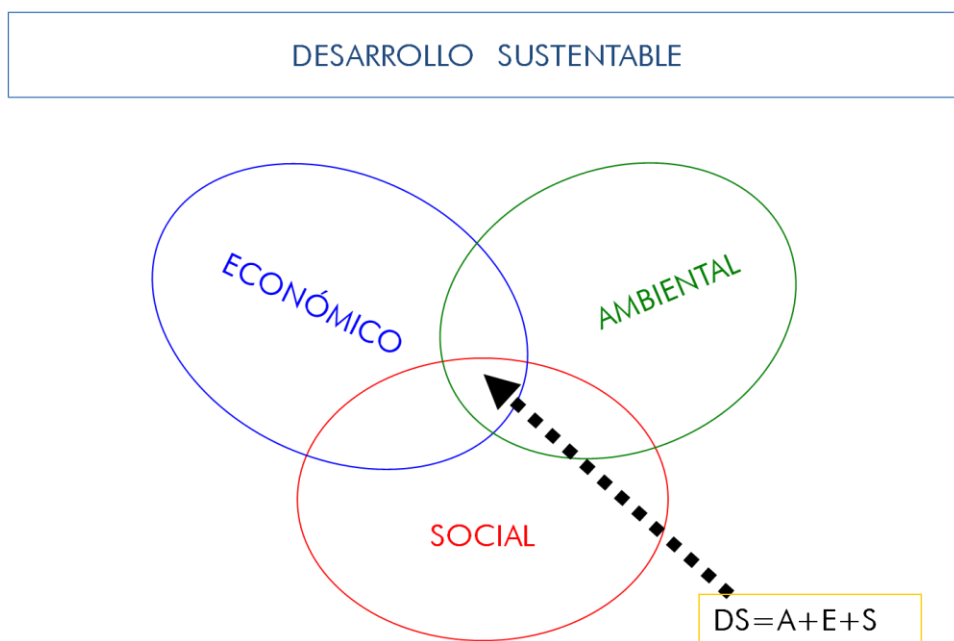 DESARROLLO SUSTENTABLE
ECONÓMICO
AMBIENTAL
SOCIAL
DS=A+E+S